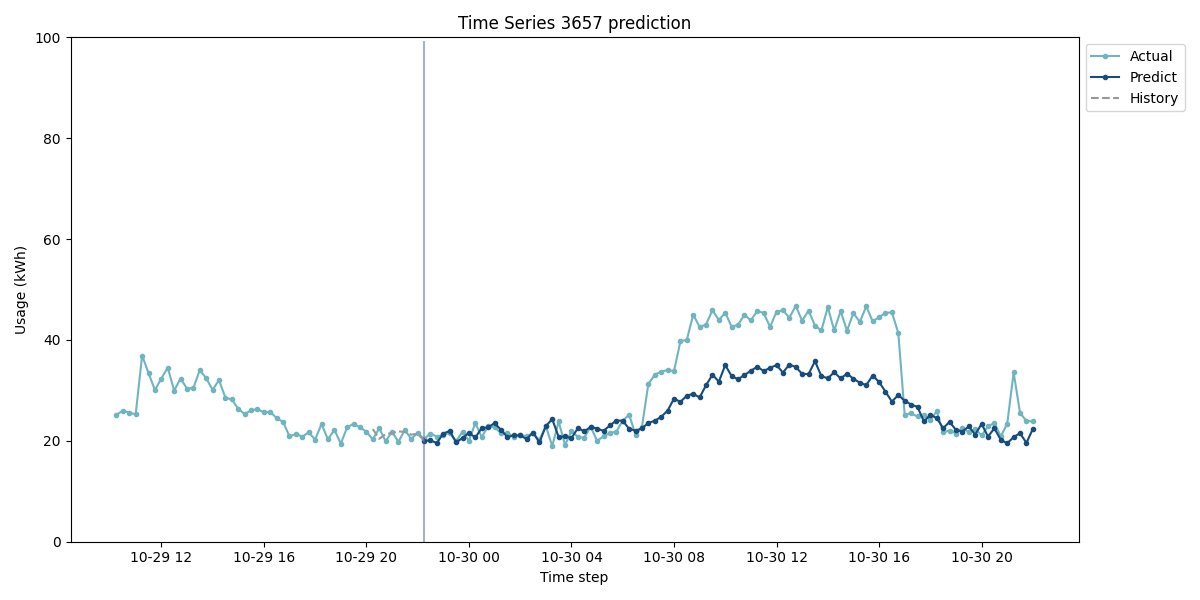 Time Series 3657 prediction
100
80
60
40
20
0
Usage (kWh)
10-29 12 10-29 16 10-29 20 10-30 00 10-30 04 10-30 08 10-30 12 10-30 16 10-30 20
Time step
Actual
Predict
History